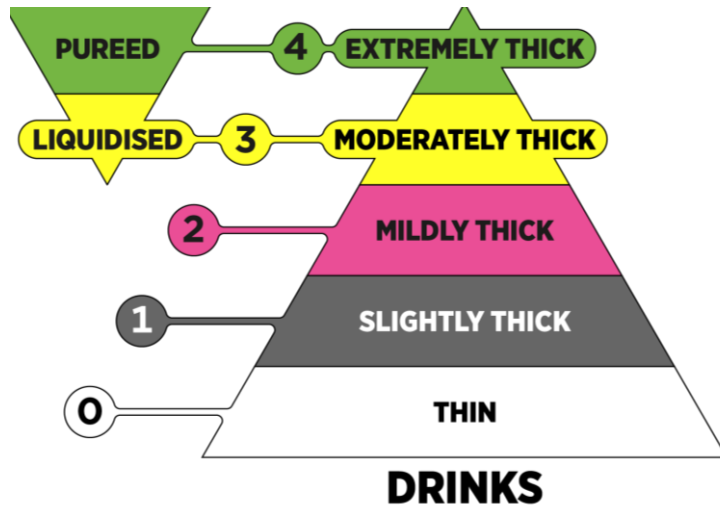 PUREED 4 EXTREMELY THICK
LIQUIDISED 3 MODERATELY THICK
2 MILDLY THICK
1 SLIGHTLY THICK
0 THIN
DRINKS